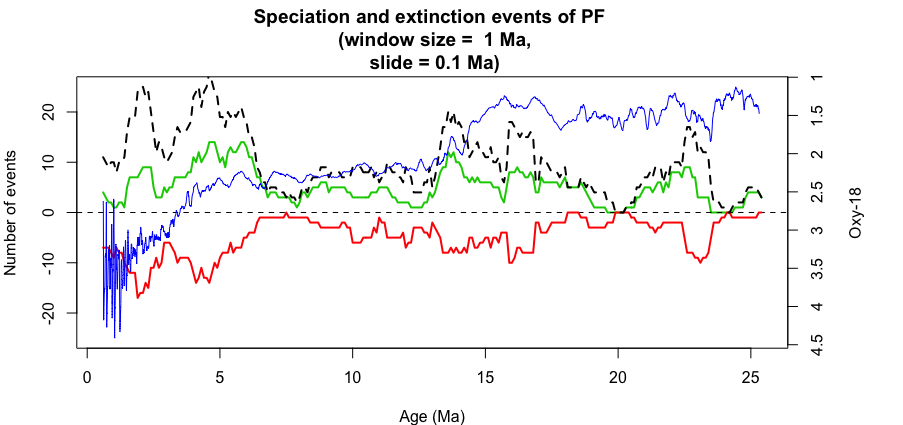 Speciation and extinction events of PF
(window size =  1 Ma,
slide = 0.1 Ma)
Number of events
20
10
0
-10
-20
1
1.5
2
2.5
3
3.5
4
4.5
Oxy-18
0 5 10 15 20 25
Age (Ma)